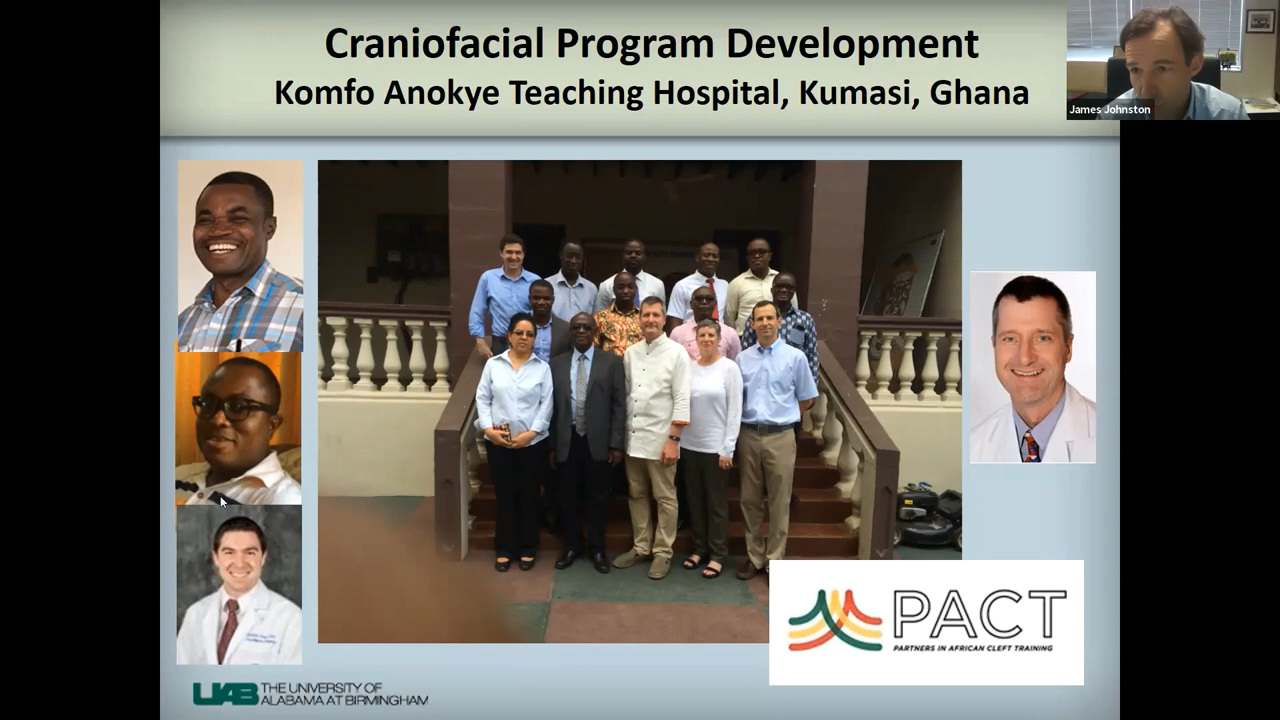 Craniofacial Program Development
Komfo Anokye Teaching Hospital, Kumasi, Ghana
James Johnston
PACT
PARTNERS IN AFRICAN CLEFT TRAINING
UAB THE UNIVERSITY OF
ALABAMA AT BIRMINGHAM